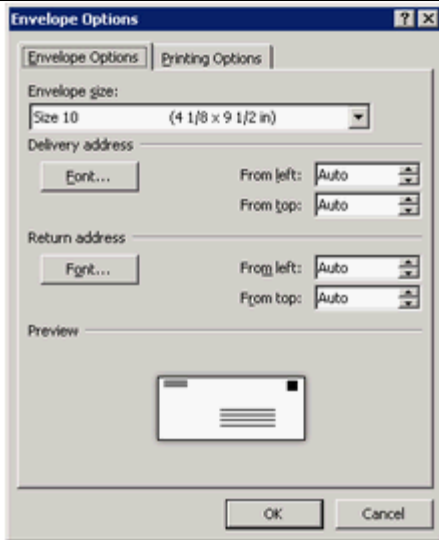 Envelope Options
Envelope Options Printing Options
Envelope size:
Size 10 (4 1/8 x 9 1/2 in)
Delivery address
Font... From left: Auto
From top: Auto
Return address
Font... From left: Auto
From top: Auto
Preview
OK Cancel